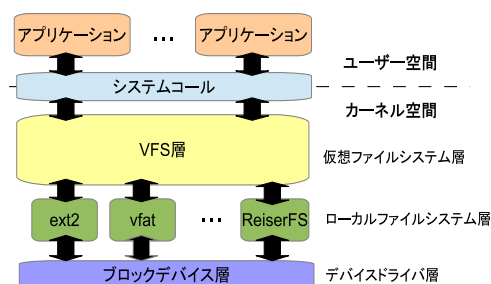 アプリケーション … アプリケーション
ユーザー空間
システムコール
カーネル空間
VFS層
仮想ファイルシステム層
ext2 vfat … ReiserFS
ローカルファイルシステム層
ブロックデバイス層
デバイスドライバ層